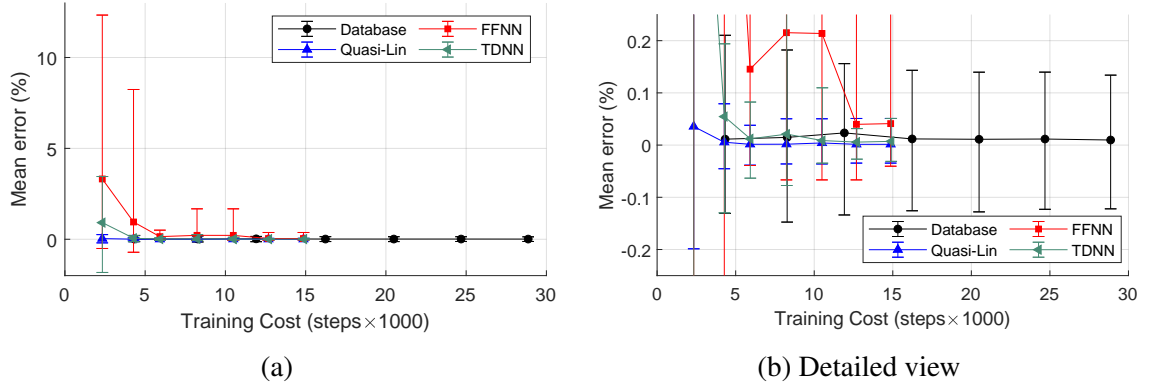 Mean error (%)
10
5
0
Database
FFNN
Quasi-Lin
TDNN
0 5 10 15 20 25 30
Training Cost (steps×1000)
(a)
Mean error (%)
0.2
0.1
0
-0.1
-0.2
Database
FFNN
Quasi-Lin
TDNN
0 5 10 15 20 25 30
Training Cost (steps×1000)
(b) Detailed view